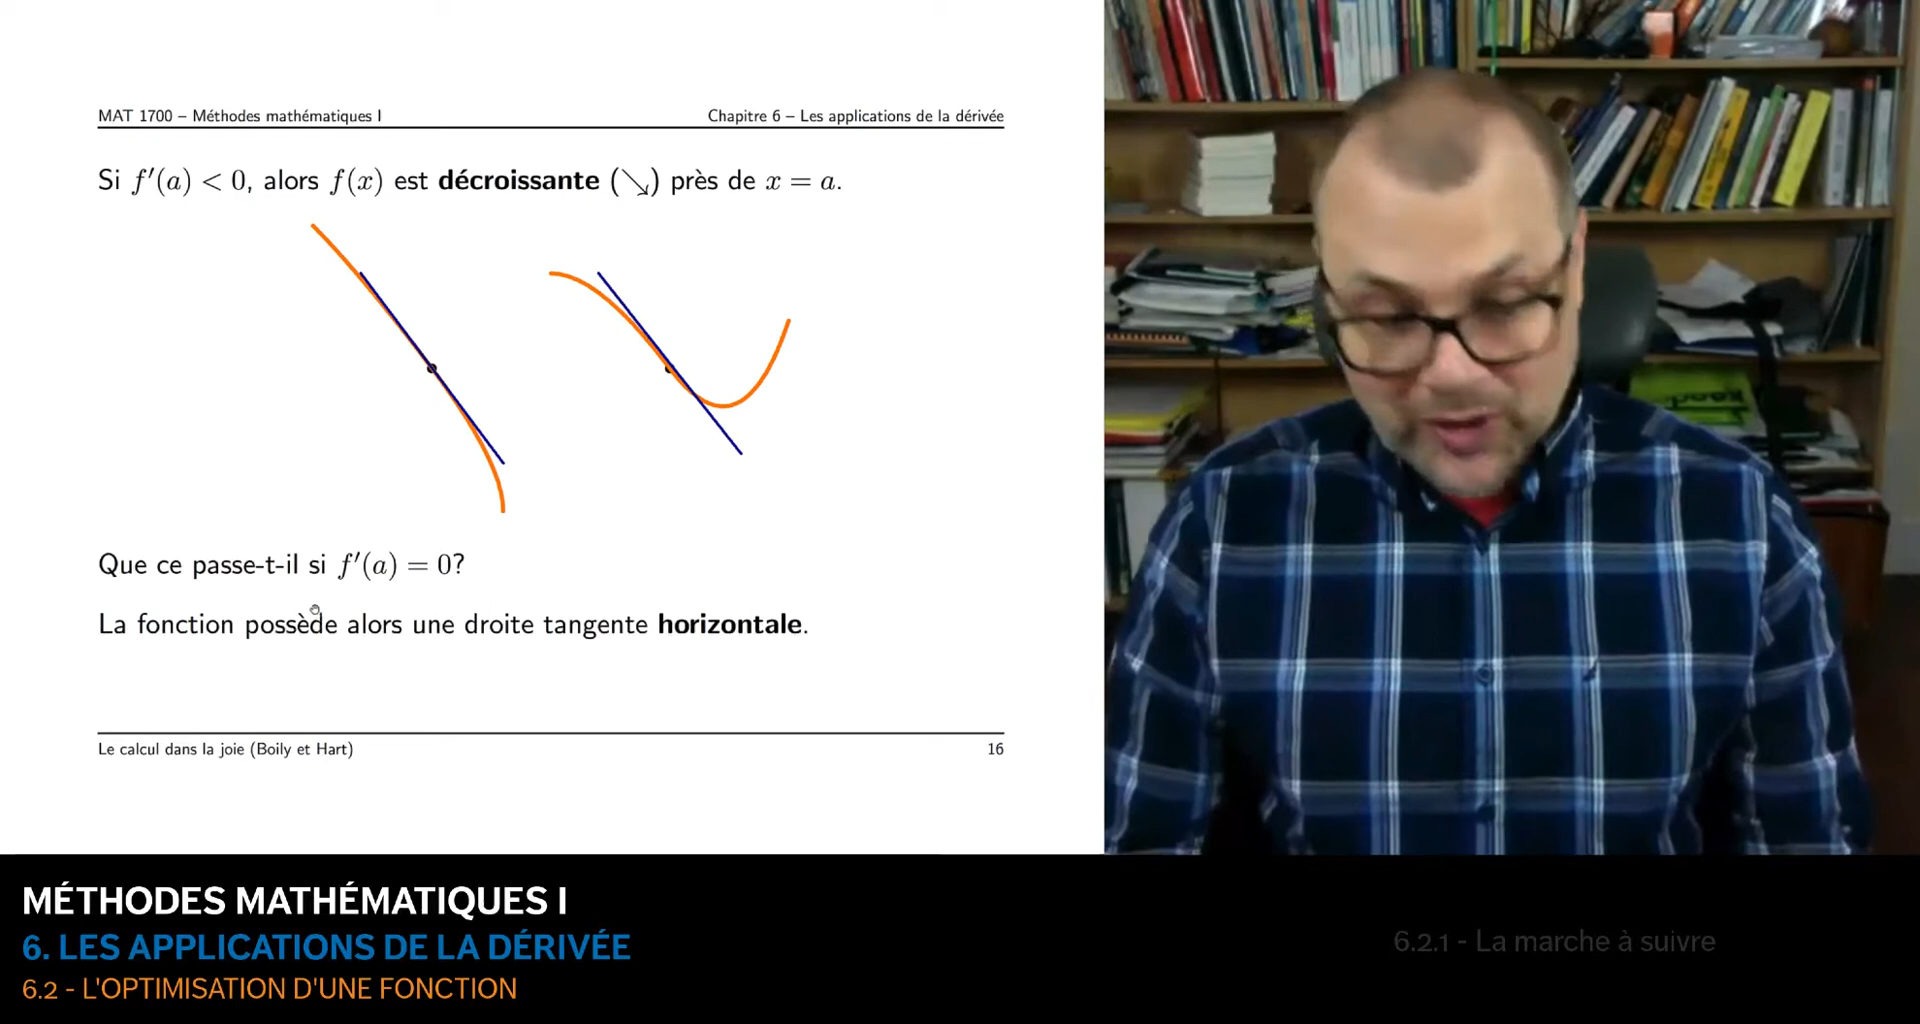 MAT 1700 – Méthodes mathématiques I
Chapitre 6 – Les applications de la dérivée
Si f′(a) < 0, alors f(x) est décroissante (↘) près de x = a.
Que ce passe-t-il si f′(a) = 0?
La fonction possède alors une droite tangente horizontale.
Le calcul dans la joie (Boily et Hart)
16
MÉTHODES MATHÉMATIQUES I
6. LES APPLICATIONS DE LA DÉRIVÉE
6.2 - L'OPTIMISATION D'UNE FONCTION
6.2.1 - La marche à suivre